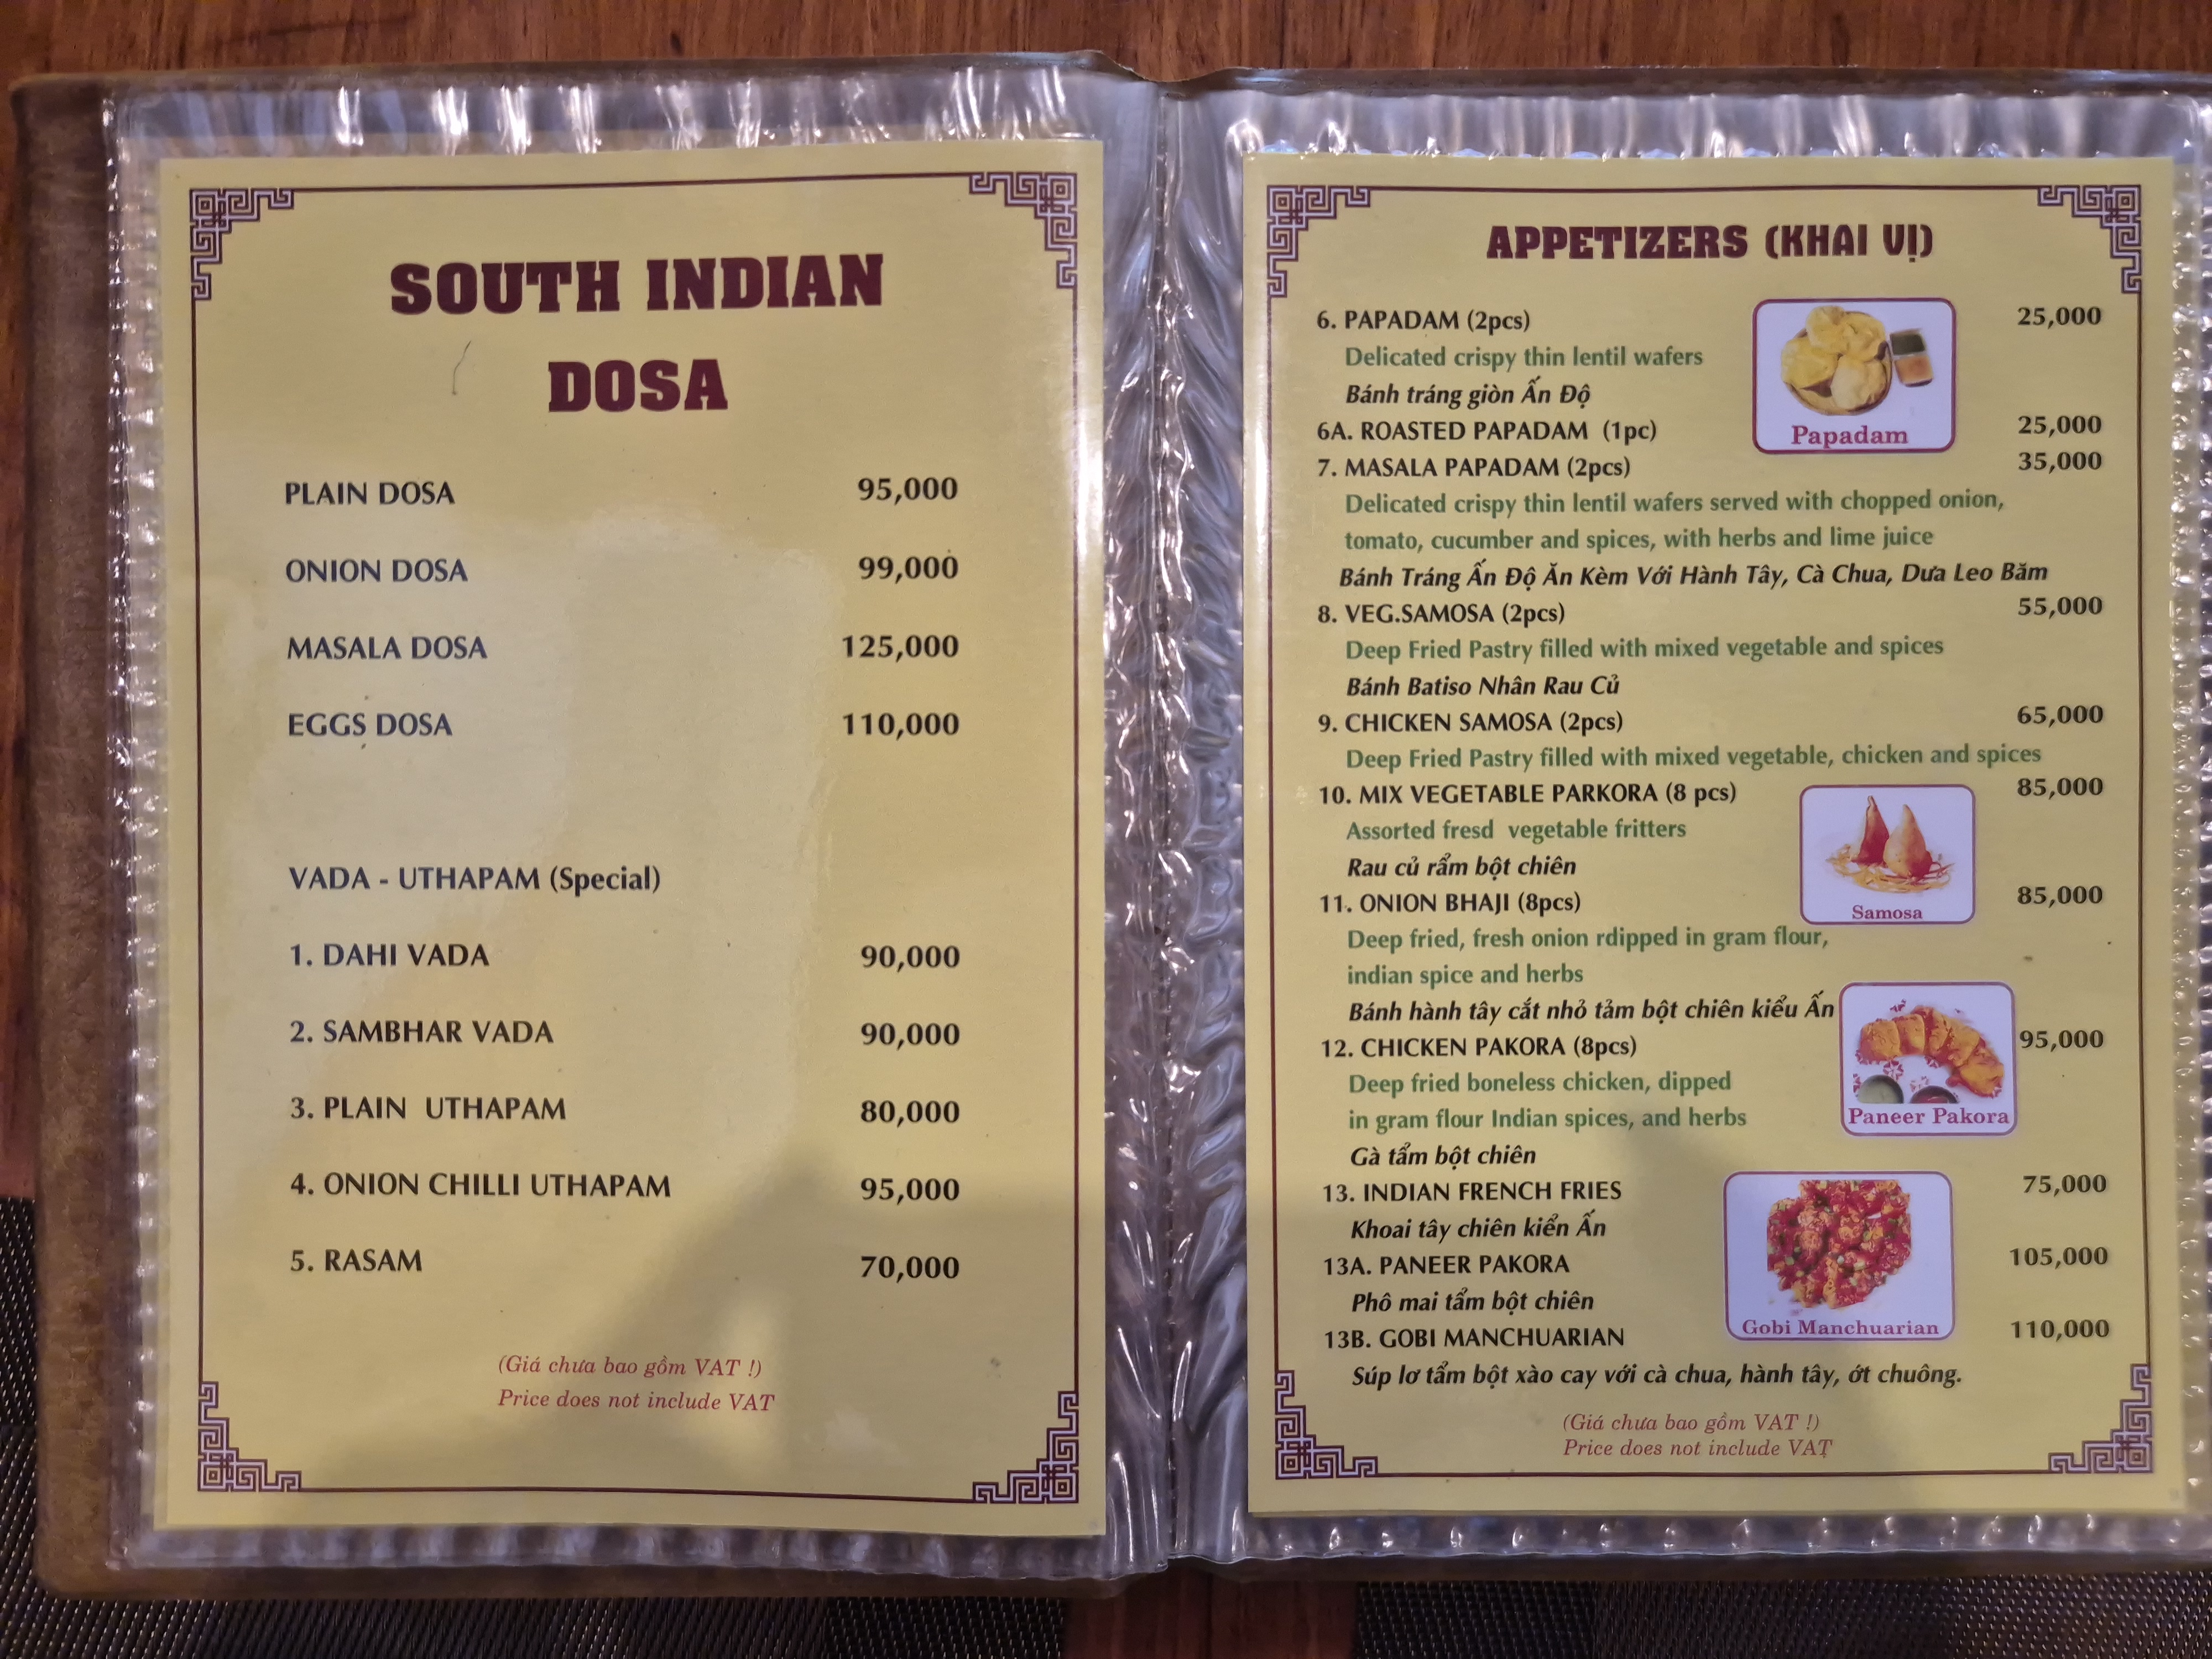 SOUTH INDIAN
DOSA
PLAIN DOSA 95,000
ONION DOSA 99,000
MASALA DOSA 125,000
EGGS DOSA 110,000
VADA - UTHAPAM (Special)
1. DAHI VADA 90,000
2. SAMBHAR VADA 90,000
3. PLAIN UTHAPAM 80,000
4. ONION CHILLI UTHAPAM 95,000
5. RASAM 70,000
(Giá chưa bao gồm VAT !)
Price does not include VAT
APPETIZERS (KHAI VỊ)
6. PAPADAM (2pcs) 25,000
Delicated crispy thin lentil wafers
Bánh tráng giòn Ấn Độ
Papadam
6A. ROASTED PAPADAM (1pc) 25,000
7. MASALA PAPADAM (2pcs) 35,000
Delicated crispy thin lentil wafers served with chopped onion,
tomato, cucumber and spices, with herbs and lime juice
Bánh Tráng Ấn Độ Ăn Kèm Với Hành Tây, Cà Chua, Dưa Leo Băm
8. VEG.SAMOSA (2pcs) 55,000
Deep Fried Pastry filled with mixed vegetable and spices
Bánh Batiso Nhân Rau Củ
9. CHICKEN SAMOSA (2pcs) 65,000
Deep Fried Pastry filled with mixed vegetable, chicken and spices
10. MIX VEGETABLE PARKORA (8 pcs) 85,000
Assorted fresd vegetable fritters
Rau củ rẩm bột chiên
Samosa
11. ONION BHAJI (8pcs) 85,000
Deep fried, fresh onion rdipped in gram flour,
indian spice and herbs
Bánh hành tây cắt nhỏ tảm bột chiên kiểu Ấn
12. CHICKEN PAKORA (8pcs) 95,000
Deep fried boneless chicken, dipped
in gram flour Indian spices, and herbs
Gà tẩm bột chiên
Paneer Pakora
13. INDIAN FRENCH FRIES 75,000
Khoai tây chiên kiển Ấn
13A. PANEER PAKORA 105,000
Phô mai tẩm bột chiên
13B. GOBI MANCHUARIAN 110,000
Súp lơ tẩm bột xào cay với cà chua, hành tây, ớt chuông.
Gobi Manchuarian
(Giá chưa bao gồm VAT !)
Price does not include VAT